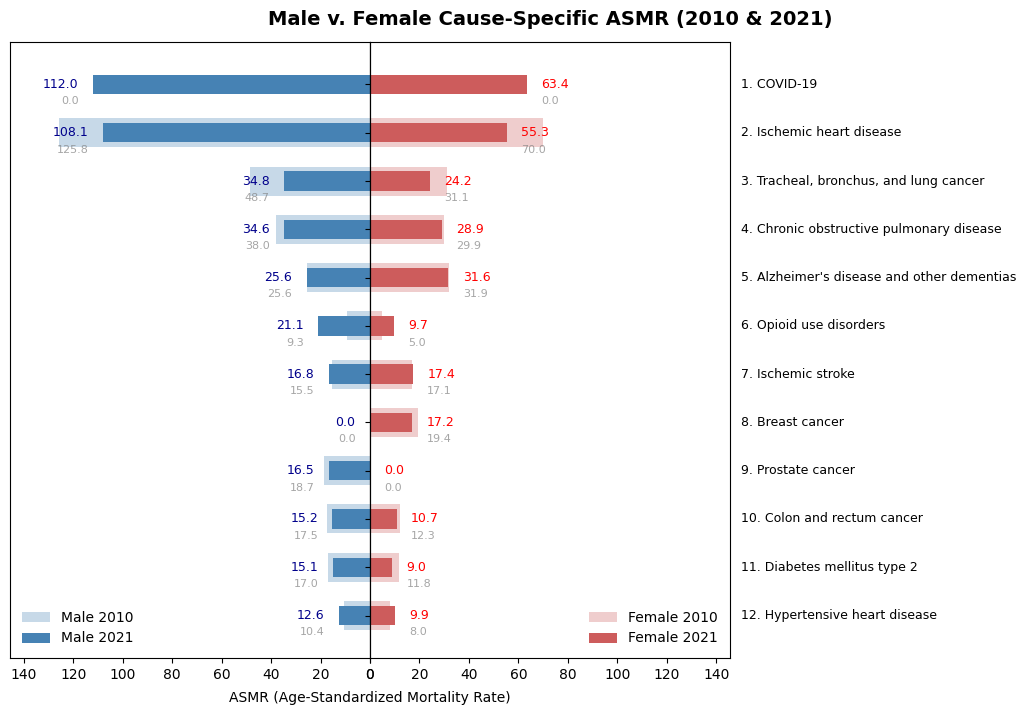 Male v. Female Cause-Specific ASMR (2010 & 2021)
112.0 63.4 1. COVID-19
0.0 0.0
108.1 55.3 2. Ischemic heart disease
125.8 70.0
34.8 24.2 3. Tracheal, bronchus, and lung cancer
48.7 31.1
34.6 28.9 4. Chronic obstructive pulmonary disease
38.0 29.9
25.6 31.6 5. Alzheimer's disease and other dementias
25.6 31.9
21.1 9.7 6. Opioid use disorders
9.3 5.0
16.8 17.4 7. Ischemic stroke
15.5 17.1
0.0 17.2 8. Breast cancer
0.0 19.4
16.5 0.0 9. Prostate cancer
18.7 0.0
15.2 10.7 10. Colon and rectum cancer
17.5 12.3
15.1 9.0 11. Diabetes mellitus type 2
17.0 11.8
12.6 9.9 12. Hypertensive heart disease
10.4 8.0
Male 2010 Female 2010
Male 2021 Female 2021
140 120 100 80 60 40 20 0 20 40 60 80 100 120 140
ASMR (Age-Standardized Mortality Rate)